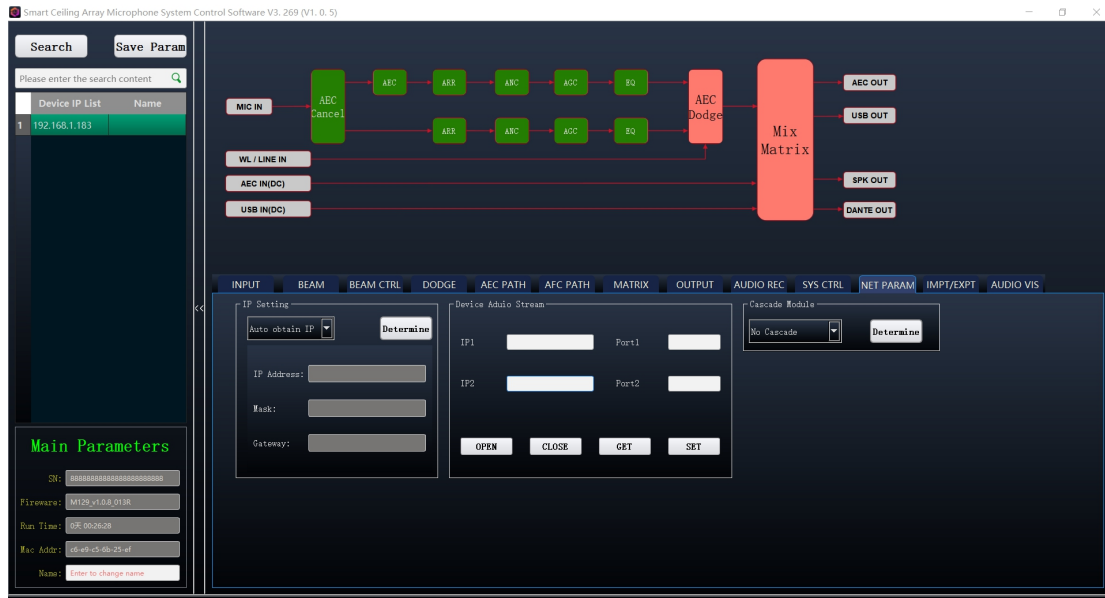 Smart Ceiling Array Microphone System Control Software V3. 269 (V1. 0. 5)
Search
Save Param
Please enter the search content
Device IP List
Name
1
192.168.1.183
MIC IN
AEC Cancel
AEC
ARR
ANC
AGC
EQ
ARR
ANC
AGC
EQ
AEC Dodge
Mix Matrix
AEC OUT
USB OUT
SPK OUT
DANTE OUT
WL / LINE IN
AEC IN(DC)
USB IN(DC)
<<
INPUT BEAM BEAM CTRL DODGE AEC PATH AFC PATH MATRIX OUTPUT AUDIO REC SYS CTRL NET PARAM IMPT/EXPT AUDIO VIS
IP Setting
Auto obtain IP
Determine
IP Address:
Mask:
Gateway:
Device Aduio Stream
IP1
Port1
IP2
Port2
OPEN CLOSE GET SET
Cascade Module
No Cascade
Determine
Main Parameters
SN:
Fireware: M129_v1.0.8_013R
Run Time: 0天 00:26:28
Mac Addr: c6-e9-c5-6b-25-ef
Name: Enter to change name